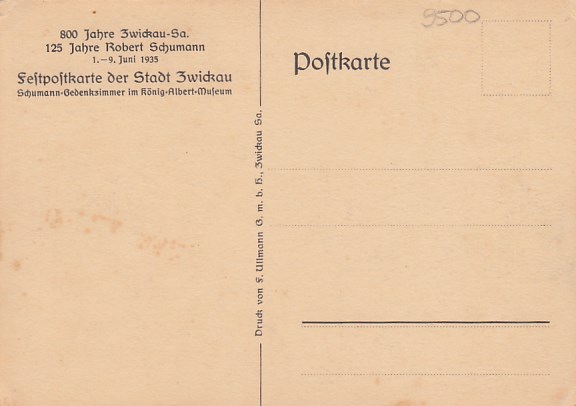 800 Jahre Zwickau-Sa.
125 Jahre Robert Schumann
1.—9. Juni 1935
Feſtpoſtkarte der Stadt Zwickau
Schumann-Gedenkzimmer im König-Albert-Muſeum
Druck von F. Ullmann G. m. b. H., Zwickau Sa.
9500
Poſtkarte